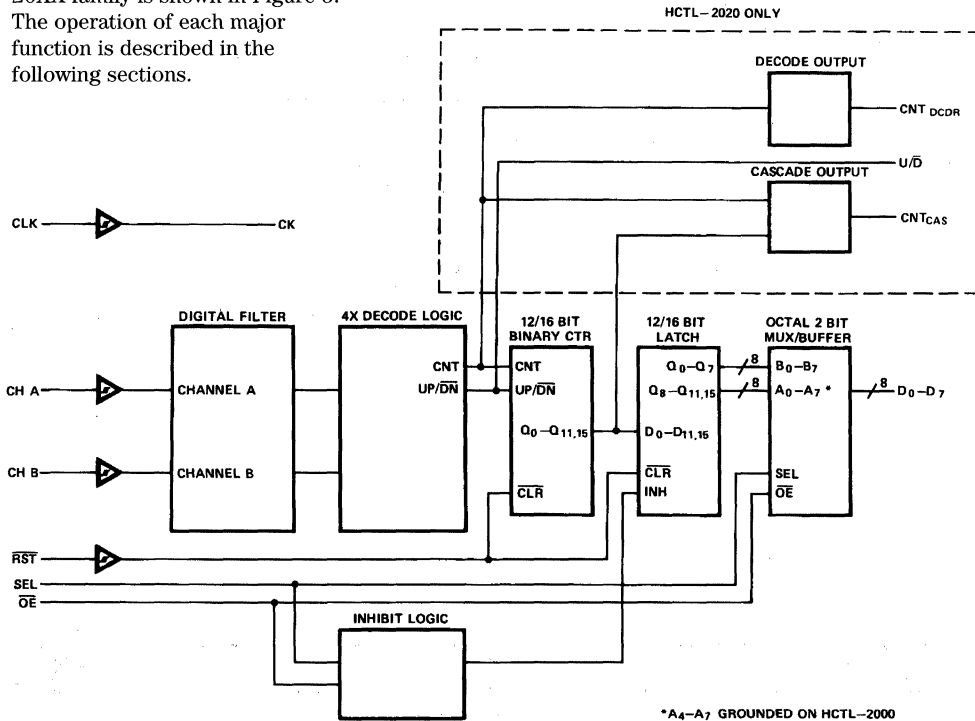 20XX family is shown in Figure 8.
The operation of each major
function is described in the
following sections.
HCTL–2020 ONLY
DECODE OUTPUT
CNT DCDR
U/D̅
CASCADE OUTPUT
CNTCAS
CLK
CK
DIGITAL FILTER
4X DECODE LOGIC
12/16 BIT
BINARY CTR
12/16 BIT
LATCH
OCTAL 2 BIT
MUX/BUFFER
CH A
CHANNEL A
CNT
UP/D̅N̅
CNT
UP/D̅N̅
Q0–Q7
8
B0–B7
Q8–Q11,15
8
A0–A7 *
8
D0–D7
Q0–Q11,15
D0–D11,15
CH B
CHANNEL B
C̅L̅R̅
C̅L̅R̅
INH
SEL
O̅E̅
R̅S̅T̅
SEL
O̅E̅
INHIBIT LOGIC
*A4–A7 GROUNDED ON HCTL–2000